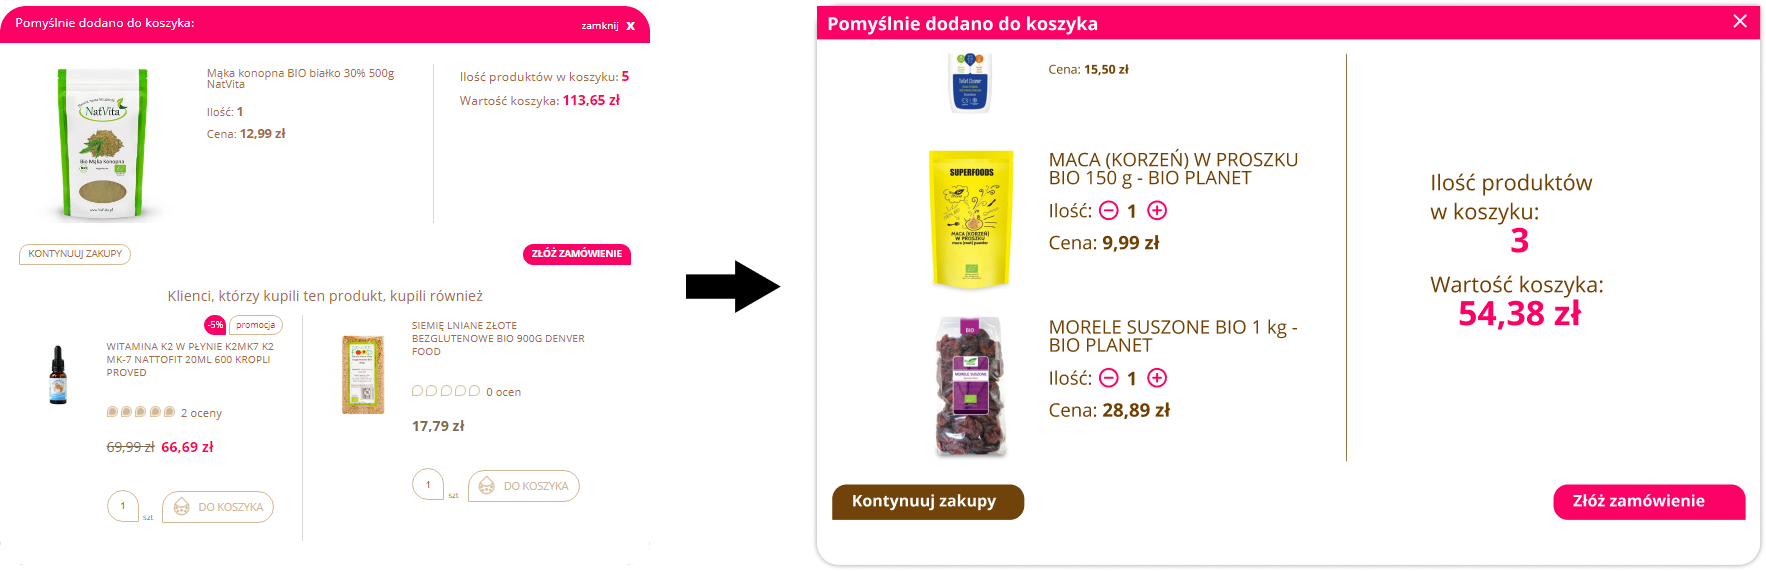 Pomyślnie dodano do koszyka:
zamknij x
NatVita
Bio Mąka Konopna
Mąka konopna BIO białko 30% 500g
NatVita
Ilość: 1
Cena: 12,99 zł
Ilość produktów w koszyku: 5
Wartość koszyka: 113,65 zł
KONTYNUUJ ZAKUPY
ZŁÓŻ ZAMÓWIENIE
Klienci, którzy kupili ten produkt, kupili również
-5% promocja
WITAMINA K2 W PŁYNIE K2MK7 K2
MK-7 NATTOFIT 20ML 600 KROPLI
PROVED
2 oceny
69,99 zł 66,69 zł
1 szt DO KOSZYKA
SIEMIĘ LNIANE ZŁOTE
BEZGLUTENOWE BIO 900G DENVER
FOOD
0 ocen
17,79 zł
1 szt DO KOSZYKA
Pomyślnie dodano do koszyka
Toilet Cleaner
Cena: 15,50 zł
SUPERFOODS
MACA (KORZEŃ)
W PROSZKU
MACA (KORZEŃ) W PROSZKU
BIO 150 g - BIO PLANET
Ilość: 1
Cena: 9,99 zł
BIO
MORELE SUSZONE
MORELE SUSZONE BIO 1 kg -
BIO PLANET
Ilość: 1
Cena: 28,89 zł
Ilość produktów
w koszyku:
3
Wartość koszyka:
54,38 zł
Kontynuuj zakupy
Złóż zamówienie